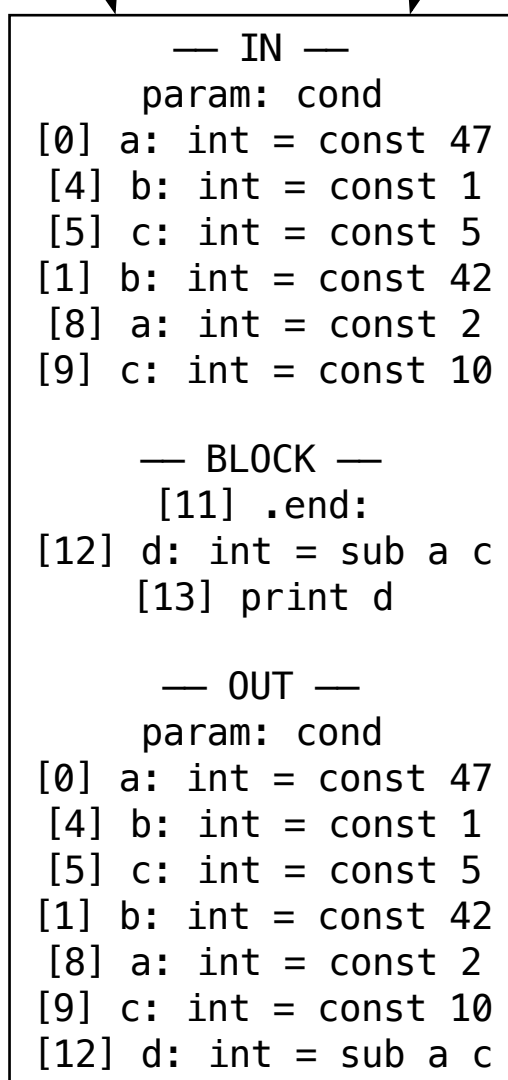 —— IN ——
param: cond
[0] a: int = const 47
[4] b: int = const 1
[5] c: int = const 5
[1] b: int = const 42
[8] a: int = const 2
[9] c: int = const 10
—— BLOCK ——
[11] .end:
[12] d: int = sub a c
[13] print d
—— OUT ——
param: cond
[0] a: int = const 47
[4] b: int = const 1
[5] c: int = const 5
[1] b: int = const 42
[8] a: int = const 2
[9] c: int = const 10
[12] d: int = sub a c